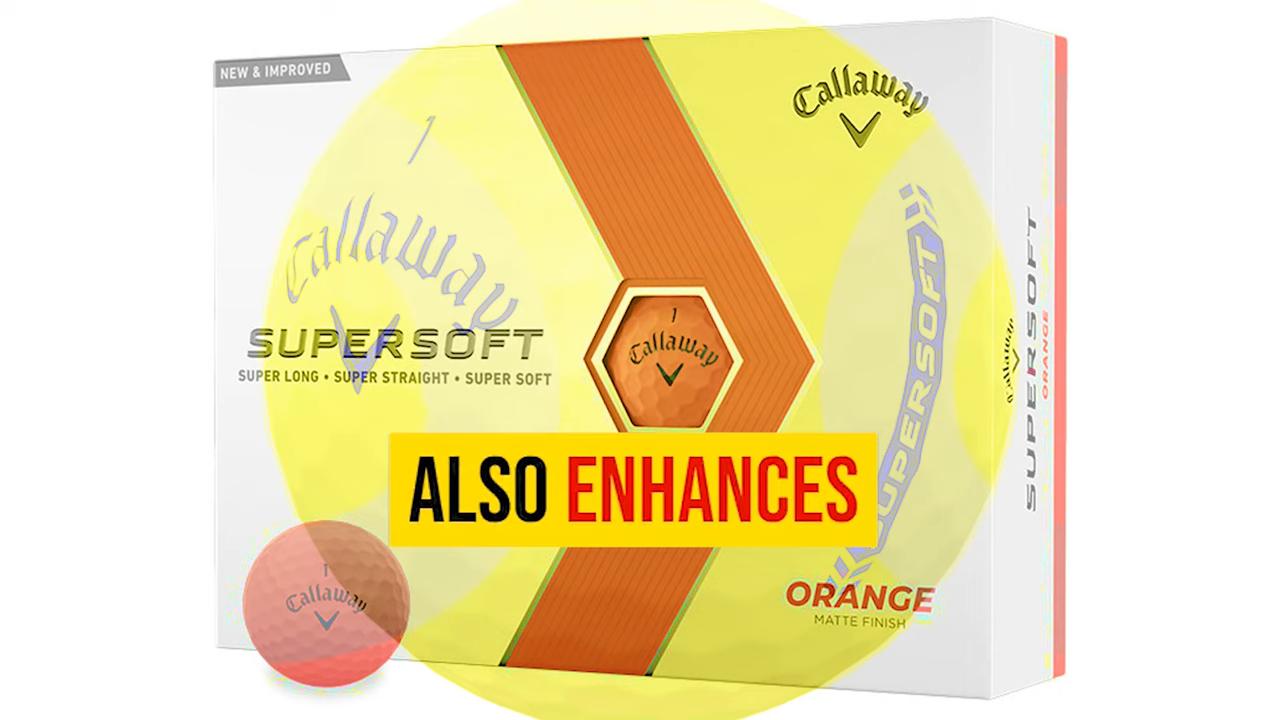 NEW & IMPROVED
Callaway
1
Callaway
SUPERSOFT
SUPER LONG • SUPER STRAIGHT • SUPER SOFT
1
Callaway
SUPERSOFT
Callaway
SUPERSOFT
ORANGE
ALSO ENHANCES
1
Callaway
ORANGE
MATTE FINISH